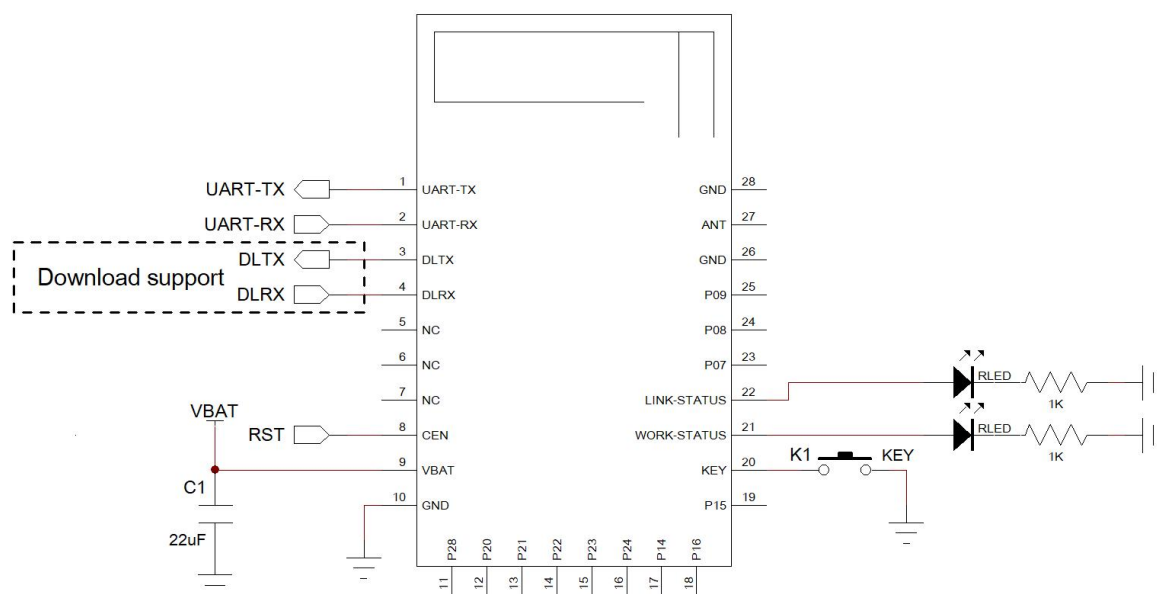 UART-TX 1 UART-TX
UART-RX 2 UART-RX
DLTX 3 DLTX
Download support
DLRX 4 DLRX
5 NC
6 NC
7 NC
VBAT
RST 8 CEN
9 VBAT
C1
10 GND
22uF
GND 28
ANT 27
GND 26
P09 25
P08 24
P07 23
LINK-STATUS 22
RLED
1K
WORK-STATUS 21
RLED
1K
KEY 20
K1 KEY
P15 19
P28 P20 P21 P22 P23 P24 P14 P16
11 12 13 14 15 16 17 18